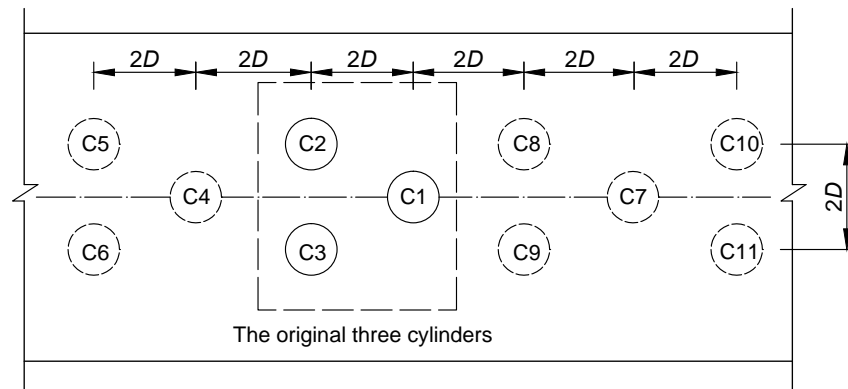 2D 2D 2D 2D 2D 2D
C5 C2 C8 C10
C4 C1 C7
2D
C6 C3 C9 C11
The original three cylinders